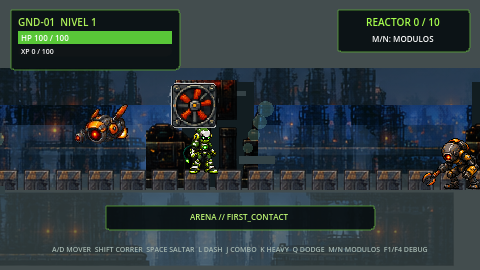 GND-01 NIVEL 1
HP 100 / 100
XP 0 / 100
REACTOR 0 / 10
M/N: MODULOS
ARENA // FIRST_CONTACT
A/D MOVER SHIFT CORRER SPACE SALTAR L DASH J COMBO K HEAVY Q DODGE M/N MODULOS F1/F4 DEBUG